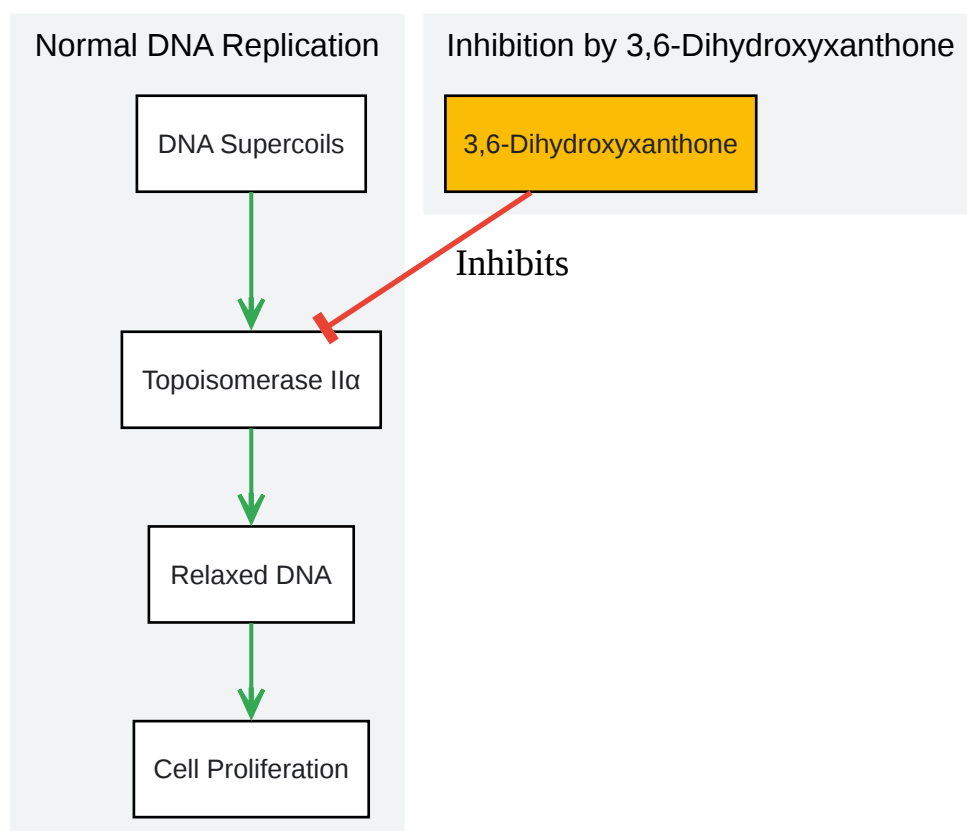 Normal DNA Replication
Inhibition by 3,6-Dihydroxyxanthone
DNA Supercoils
3,6-Dihydroxyxanthone
Inhibits
Topoisomerase IIα
Relaxed DNA
Cell Proliferation